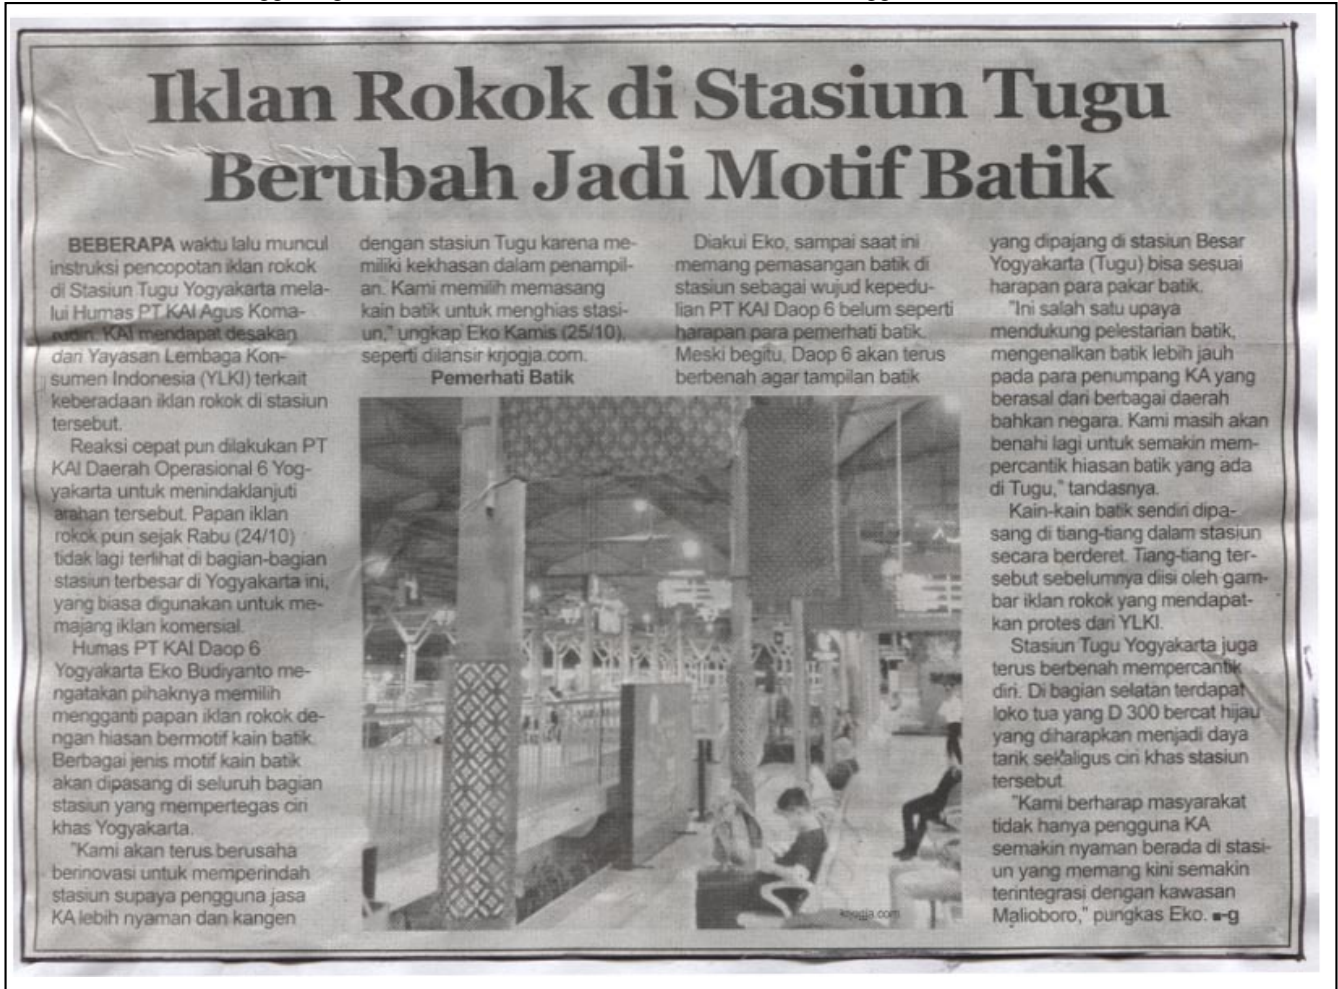 Iklan Rokok di Stasiun Tugu
Berubah Jadi Motif Batik
BEBERAPA waktu lalu muncul
instruksi pencopotan iklan rokok
di Stasiun Tugu Yogyakarta mela-
lui Humas PT KAI Agus Koma-
rudin. KAI mendapat desakan
dari Yayasan Lembaga Kon-
sumen Indonesia (YLKI) terkait
keberadaan iklan rokok di stasiun
tersebut.
Reaksi cepat pun dilakukan PT
KAI Daerah Operasional 6 Yog-
yakarta untuk menindaklanjuti
arahan tersebut. Papan iklan
rokok pun sejak Rabu (24/10)
tidak lagi terlihat di bagian-bagian
stasiun terbesar di Yogyakarta ini,
yang biasa digunakan untuk me-
majang iklan komersial.
Humas PT KAI Daop 6
Yogyakarta Eko Budiyanto me-
ngatakan pihaknya memilih
mengganti papan iklan rokok de-
ngan hiasan bermotif kain batik.
Berbagai jenis motif kain batik
akan dipasang di seluruh bagian
stasiun yang mempertegas ciri
khas Yogyakarta.
"Kami akan terus berusaha
berinovasi untuk memperindah
stasiun supaya pengguna jasa
KA lebih nyaman dan kangen
dengan stasiun Tugu karena me-
miliki kekhasan dalam penampil-
an. Kami memilih memasang
kain batik untuk menghias stasi-
un," ungkap Eko Kamis (25/10),
seperti dilansir krjogja.com.
Pemerhati Batik
Diakui Eko, sampai saat ini
memang pemasangan batik di
stasiun sebagai wujud kepedu-
lian PT KAI Daop 6 belum seperti
harapan para pemerhati batik.
Meski begitu, Daop 6 akan terus
berbenah agar tampilan batik
krjogja.com
yang dipajang di stasiun Besar
Yogyakarta (Tugu) bisa sesuai
harapan para pakar batik.
"Ini salah satu upaya
mendukung pelestarian batik,
mengenalkan batik lebih jauh
pada para penumpang KA yang
berasal dari berbagai daerah
bahkan negara. Kami masih akan
benahi lagi untuk semakin mem-
percantik hiasan batik yang ada
di Tugu," tandasnya.
Kain-kain batik sendiri dipa-
sang di tiang-tiang dalam stasiun
secara berderet. Tiang-tiang ter-
sebut sebelumnya diisi oleh gam-
bar iklan rokok yang mendapat-
kan protes dari YLKI.
Stasiun Tugu Yogyakarta juga
terus berbenah mempercantik
diri. Di bagian selatan terdapat
loko tua yang D 300 bercat hijau
yang diharapkan menjadi daya
tarik sekaligus ciri khas stasiun
tersebut.
"Kami berharap masyarakat
tidak hanya pengguna KA
semakin nyaman berada di stasi-
un yang memang kini semakin
terintegrasi dengan kawasan
Malioboro," pungkas Eko. ■-g